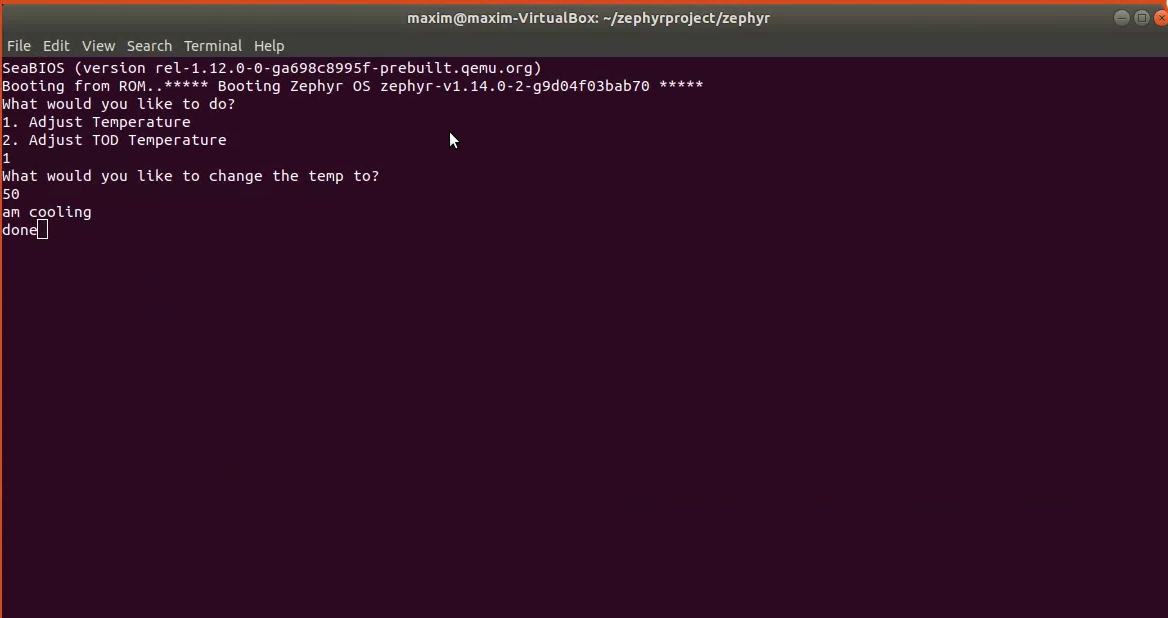 maxim@maxim-VirtualBox: ~/zephyrproject/zephyr
File Edit View Search Terminal Help
SeaBIOS (version rel-1.12.0-0-ga698c8995f-prebuilt.qemu.org)
Booting from ROM..***** Booting Zephyr OS zephyr-v1.14.0-2-g9d04f03bab70 *****
What would you like to do?
1. Adjust Temperature
2. Adjust TOD Temperature
1
What would you like to change the temp to?
50
am cooling
done